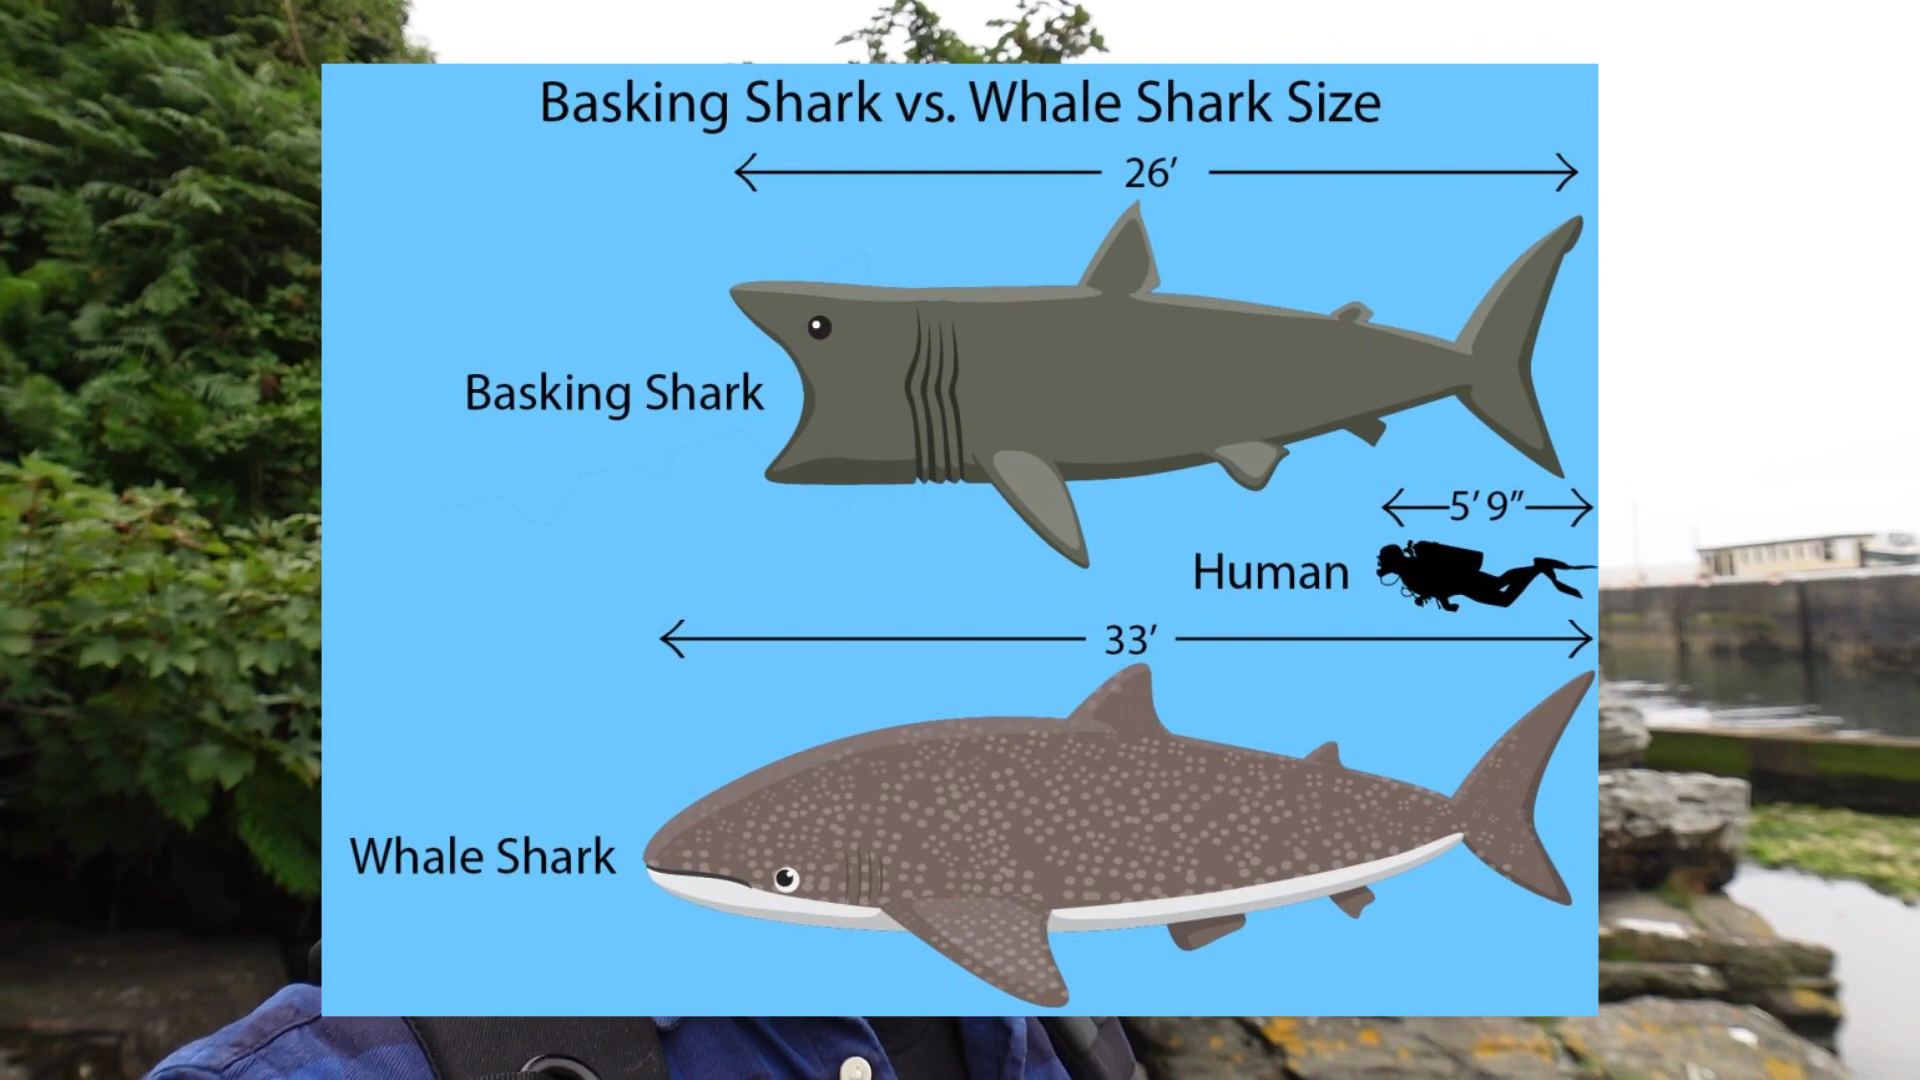 Basking Shark vs. Whale Shark Size
26′
Basking Shark
5′ 9″
Human
33′
Whale Shark